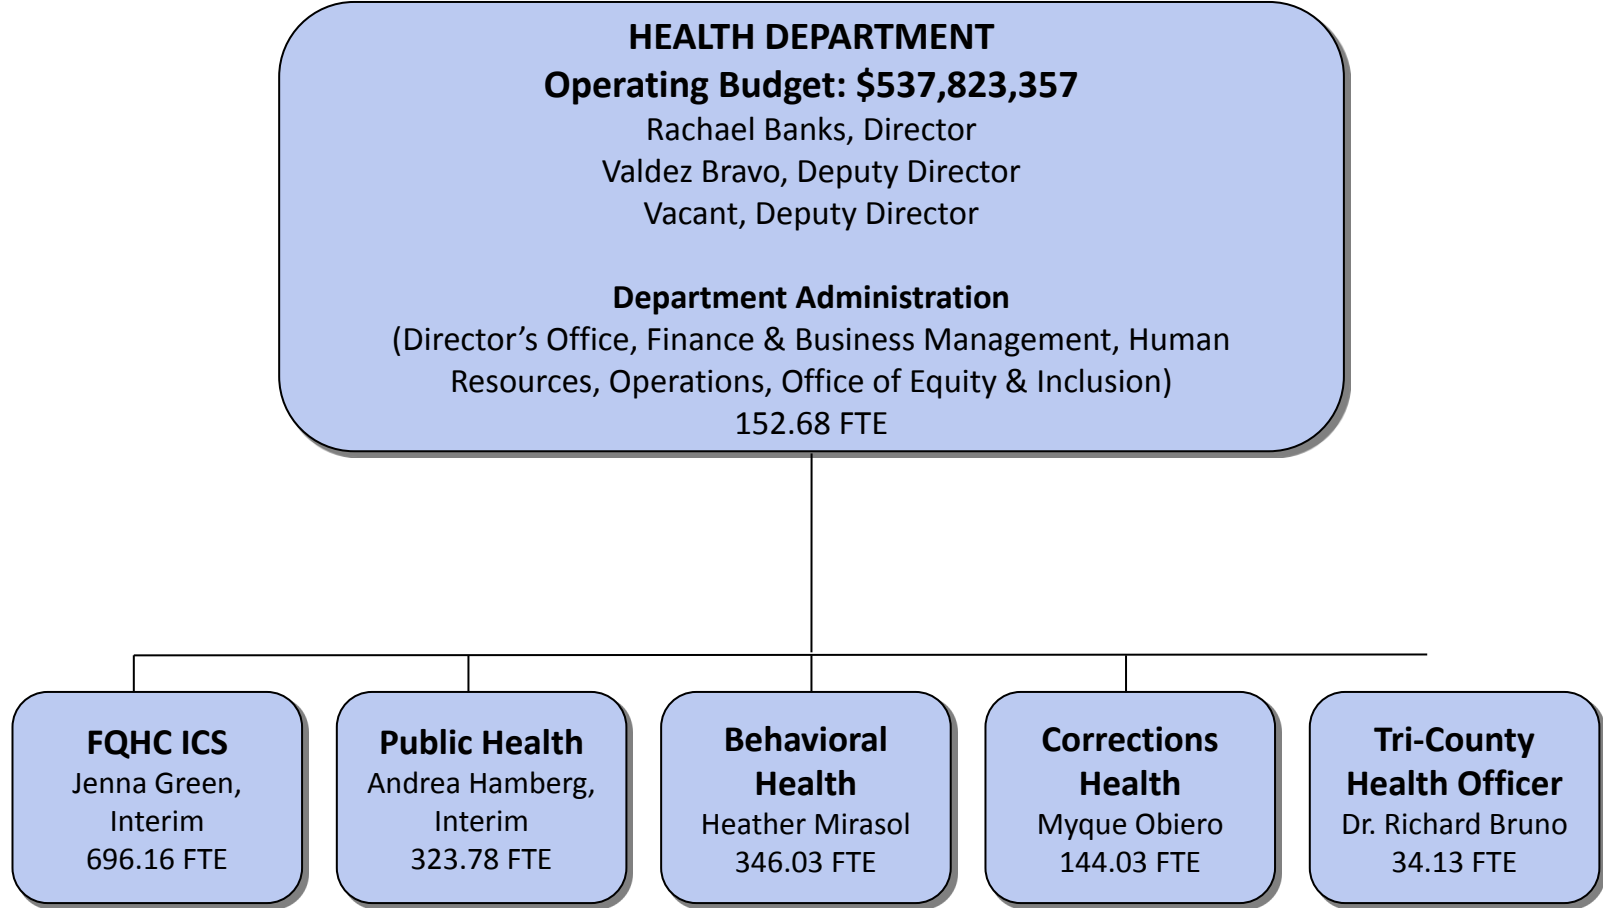 HEALTH DEPARTMENT
Operating Budget: $537,823,357
Rachael Banks, Director
Valdez Bravo, Deputy Director
Vacant, Deputy Director
Department Administration
(Director’s Office, Finance & Business Management, Human
Resources, Operations, Office of Equity & Inclusion)
152.68 FTE
FQHC ICS
Jenna Green,
Interim
696.16 FTE
Public Health
Andrea Hamberg,
Interim
323.78 FTE
Behavioral
Health
Heather Mirasol
346.03 FTE
Corrections
Health
Myque Obiero
144.03 FTE
Tri-County
Health Officer
Dr. Richard Bruno
34.13 FTE